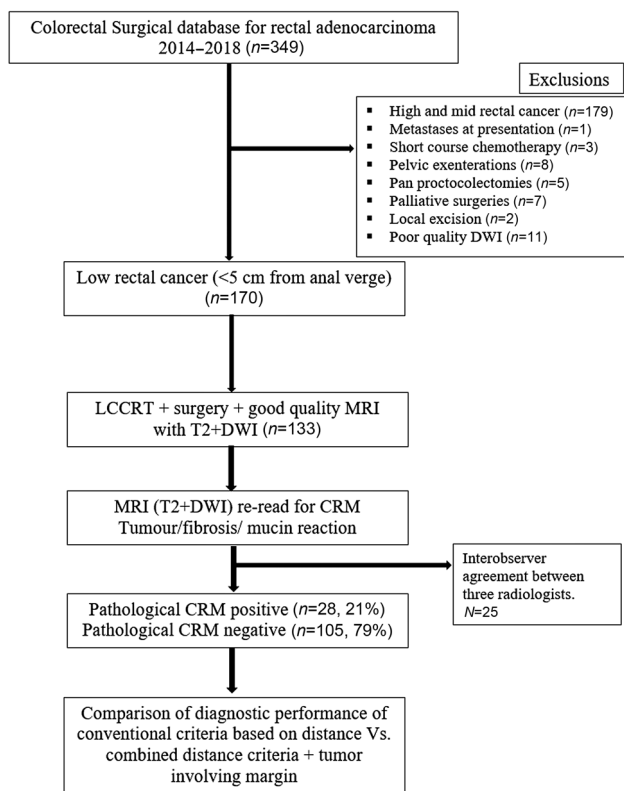 Colorectal Surgical database for rectal adenocarcinoma
2014–2018 (n=349)
Exclusions
▪ High and mid rectal cancer (n=179)
▪ Metastases at presentation (n=1)
▪ Short course chemotherapy (n=3)
▪ Pelvic exenterations (n=8)
▪ Pan proctocolectomies (n=5)
▪ Palliative surgeries (n=7)
▪ Local excision (n=2)
▪ Poor quality DWI (n=11)
Low rectal cancer (<5 cm from anal verge)
(n=170)
LCCRT + surgery + good quality MRI
with T2+DWI (n=133)
MRI (T2+DWI) re-read for CRM
Tumour/fibrosis/ mucin reaction
Interobserver
agreement between
three radiologists.
N=25
Pathological CRM positive (n=28, 21%)
Pathological CRM negative (n=105, 79%)
Comparison of diagnostic performance of
conventional criteria based on distance Vs.
combined distance criteria + tumor
involving margin